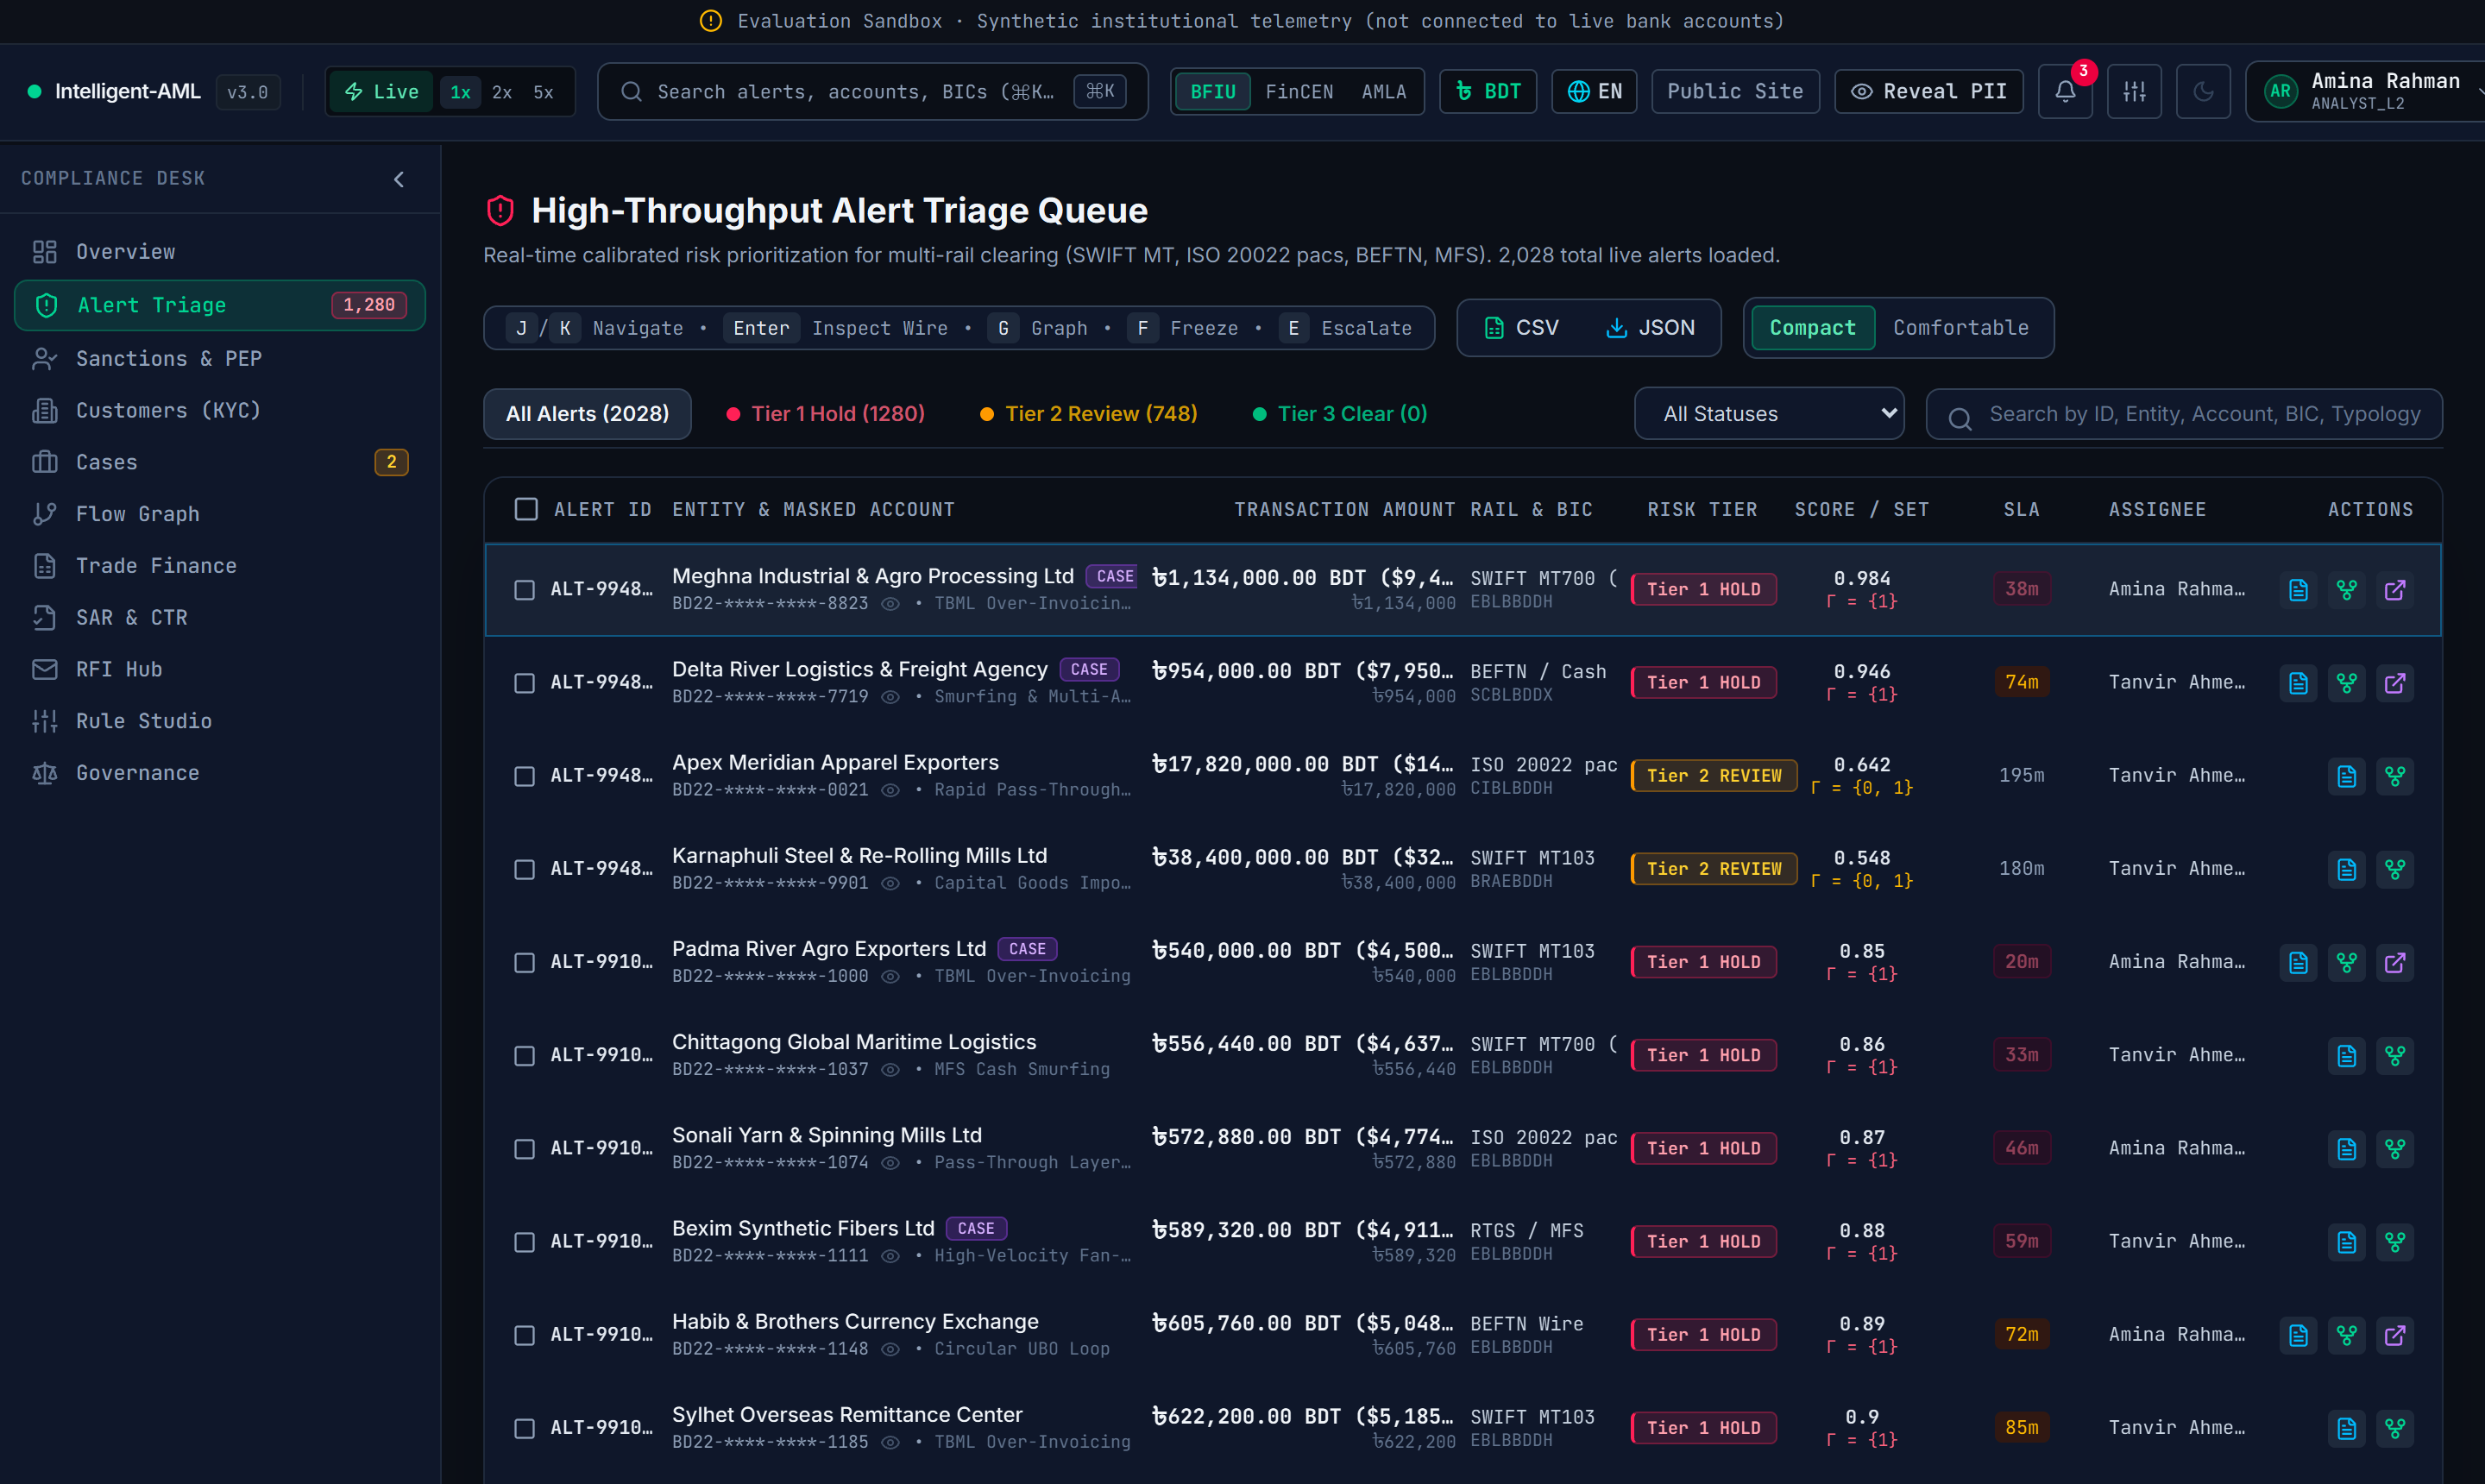 Evaluation Sandbox · Synthetic institutional telemetry (not connected to live bank accounts)
Intelligent-AML v3.0 Live 1x 2x 5x Search alerts, accounts, BICs (⌘K… ⌘K BFIU FinCEN AMLA ৳ BDT EN Public Site Reveal PII 3 AR Amina Rahman
ANALYST_L2
COMPLIANCE DESK
Overview
Alert Triage 1,280
Sanctions & PEP
Customers (KYC)
Cases 2
Flow Graph
Trade Finance
SAR & CTR
RFI Hub
Rule Studio
Governance
High-Throughput Alert Triage Queue
Real-time calibrated risk prioritization for multi-rail clearing (SWIFT MT, ISO 20022 pacs, BEFTN, MFS). 2,028 total live alerts loaded.
J/K Navigate • Enter Inspect Wire • G Graph • F Freeze • E Escalate CSV JSON Compact Comfortable
All Alerts (2028) Tier 1 Hold (1280) Tier 2 Review (748) Tier 3 Clear (0) All Statuses Search by ID, Entity, Account, BIC, Typology
ALERT ID ENTITY & MASKED ACCOUNT TRANSACTION AMOUNT RAIL & BIC RISK TIER SCORE / SET SLA ASSIGNEE ACTIONS
ALT-9948… Meghna Industrial & Agro Processing Ltd CASE ৳1,134,000.00 BDT ($9,4… SWIFT MT700 ( Tier 1 HOLD 0.984 38m Amina Rahma…
BD22-****-****-8823 • TBML Over-Invoicin… ৳1,134,000 EBLBBDDH Γ = {1}
ALT-9948… Delta River Logistics & Freight Agency CASE ৳954,000.00 BDT ($7,950… BEFTN / Cash Tier 1 HOLD 0.946 74m Tanvir Ahme…
BD22-****-****-7719 • Smurfing & Multi-A… ৳954,000 SCBLBDDX Γ = {1}
ALT-9948… Apex Meridian Apparel Exporters ৳17,820,000.00 BDT ($14… ISO 20022 pac Tier 2 REVIEW 0.642 195m Tanvir Ahme…
BD22-****-****-0021 • Rapid Pass-Through… ৳17,820,000 CIBLBDDH Γ = {0, 1}
ALT-9948… Karnaphuli Steel & Re-Rolling Mills Ltd ৳38,400,000.00 BDT ($32… SWIFT MT103 Tier 2 REVIEW 0.548 180m Tanvir Ahme…
BD22-****-****-9901 • Capital Goods Impo… ৳38,400,000 BRAEBDDH Γ = {0, 1}
ALT-9910… Padma River Agro Exporters Ltd CASE ৳540,000.00 BDT ($4,500… SWIFT MT103 Tier 1 HOLD 0.85 20m Amina Rahma…
BD22-****-****-1000 • TBML Over-Invoicing ৳540,000 EBLBBDDH Γ = {1}
ALT-9910… Chittagong Global Maritime Logistics ৳556,440.00 BDT ($4,637… SWIFT MT700 ( Tier 1 HOLD 0.86 33m Tanvir Ahme…
BD22-****-****-1037 • MFS Cash Smurfing ৳556,440 EBLBBDDH Γ = {1}
ALT-9910… Sonali Yarn & Spinning Mills Ltd ৳572,880.00 BDT ($4,774… ISO 20022 pac Tier 1 HOLD 0.87 46m Amina Rahma…
BD22-****-****-1074 • Pass-Through Layer… ৳572,880 EBLBBDDH Γ = {1}
ALT-9910… Bexim Synthetic Fibers Ltd CASE ৳589,320.00 BDT ($4,911… RTGS / MFS Tier 1 HOLD 0.88 59m Tanvir Ahme…
BD22-****-****-1111 • High-Velocity Fan-… ৳589,320 EBLBBDDH Γ = {1}
ALT-9910… Habib & Brothers Currency Exchange ৳605,760.00 BDT ($5,048… BEFTN Wire Tier 1 HOLD 0.89 72m Amina Rahma…
BD22-****-****-1148 • Circular UBO Loop ৳605,760 EBLBBDDH Γ = {1}
ALT-9910… Sylhet Overseas Remittance Center ৳622,200.00 BDT ($5,185… SWIFT MT103 Tier 1 HOLD 0.9 85m Tanvir Ahme…
BD22-****-****-1185 • TBML Over-Invoicing ৳622,200 EBLBBDDH Γ = {1}